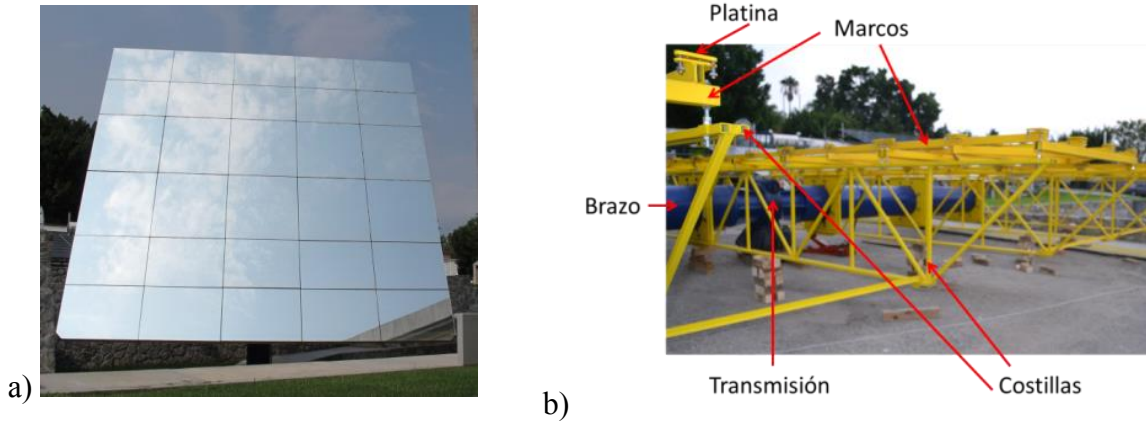 Platina
Marcos
Brazo
Transmisión
Costillas
a)
b)